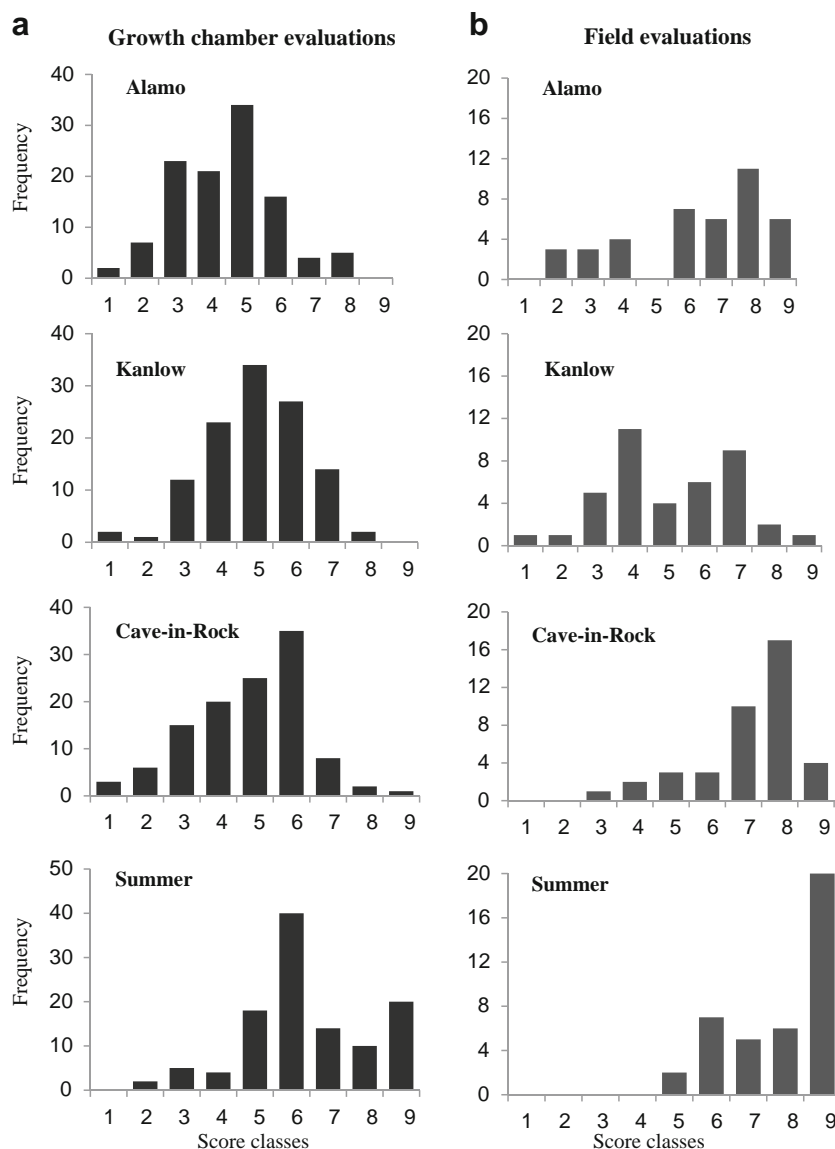 a
Growth chamber evaluations
Alamo
Frequency
40
30
20
10
0
1 2 3 4 5 6 7 8 9
Kanlow
Frequency
40
30
20
10
0
1 2 3 4 5 6 7 8 9
Cave-in-Rock
Frequency
40
30
20
10
0
1 2 3 4 5 6 7 8 9
Summer
Frequency
50
40
30
20
10
0
1 2 3 4 5 6 7 8 9
Score classes
b
Field evaluations
Alamo
20
16
12
8
4
0
1 2 3 4 5 6 7 8 9
Kanlow
20
16
12
8
4
0
1 2 3 4 5 6 7 8 9
Cave-in-Rock
20
16
12
8
4
0
1 2 3 4 5 6 7 8 9
Summer
20
16
12
8
4
0
1 2 3 4 5 6 7 8 9
Score classes